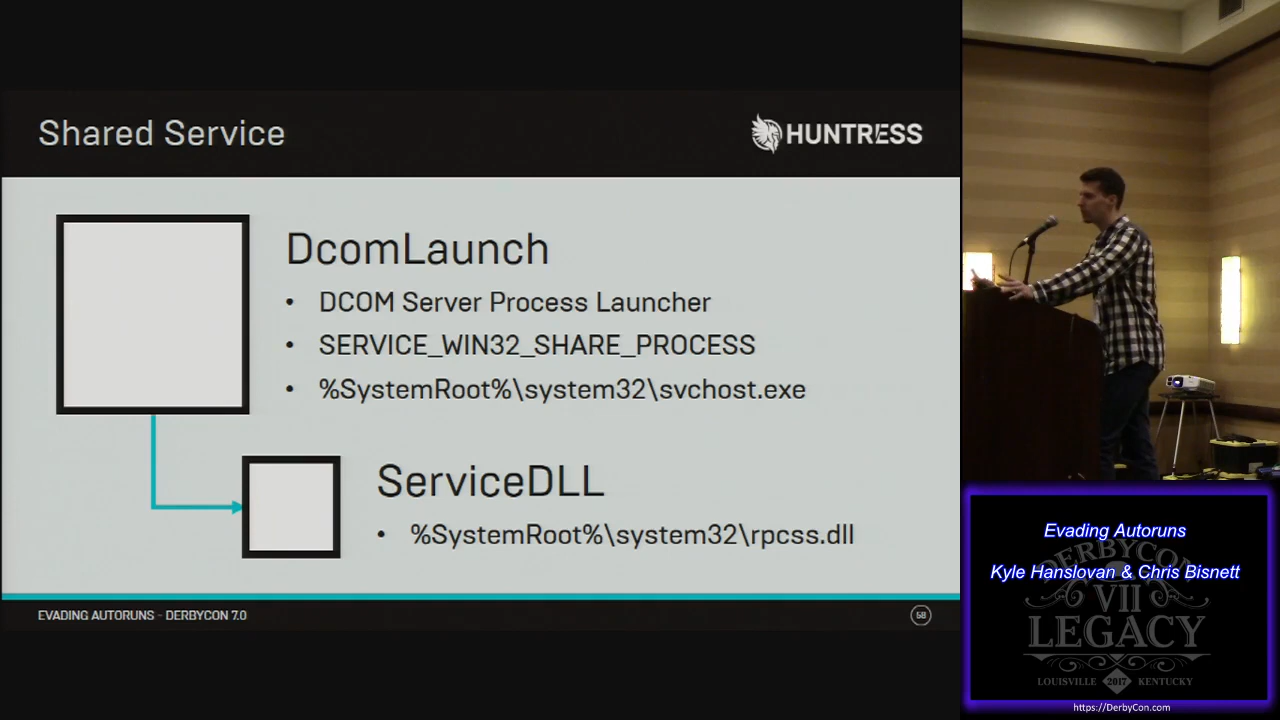 Shared Service
HUNTRESS
DcomLaunch
• DCOM Server Process Launcher
• SERVICE_WIN32_SHARE_PROCESS
• %SystemRoot%\system32\svchost.exe
ServiceDLL
• %SystemRoot%\system32\rpcss.dll
EVADING AUTORUNS - DERBYCON 7.0
58
Evading Autoruns
Kyle Hanslovan & Chris Bisnett
DERBYCON
VII
LEGACY
LOUISVILLE 2017 KENTUCKY
https://DerbyCon.com